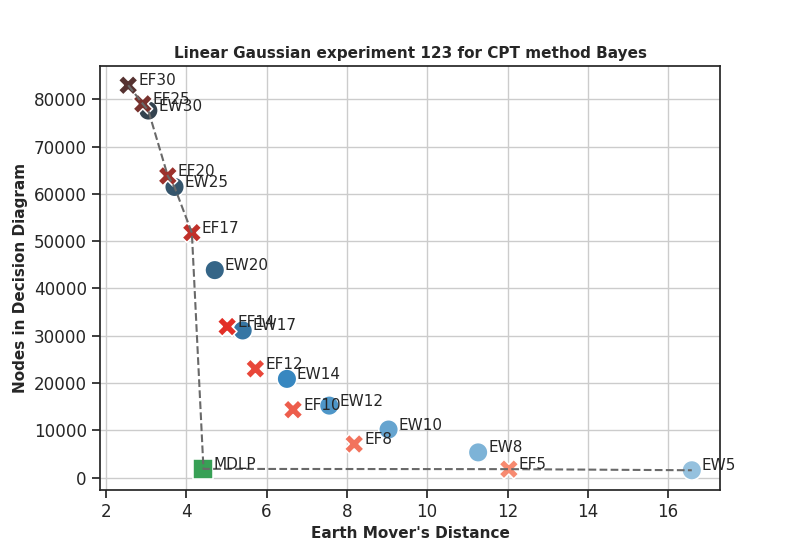 Linear Gaussian experiment 123 for CPT method Bayes
Nodes in Decision Diagram
80000
70000
60000
50000
40000
30000
20000
10000
0
EF30
EF25
EW30
EF20
EW25
EF17
EW20
EF14
EW17
EF12
EW14
EF10
EW12
EW10
EF8
EW8
MDLP
EF5
EW5
2 4 6 8 10 12 14 16
Earth Mover's Distance